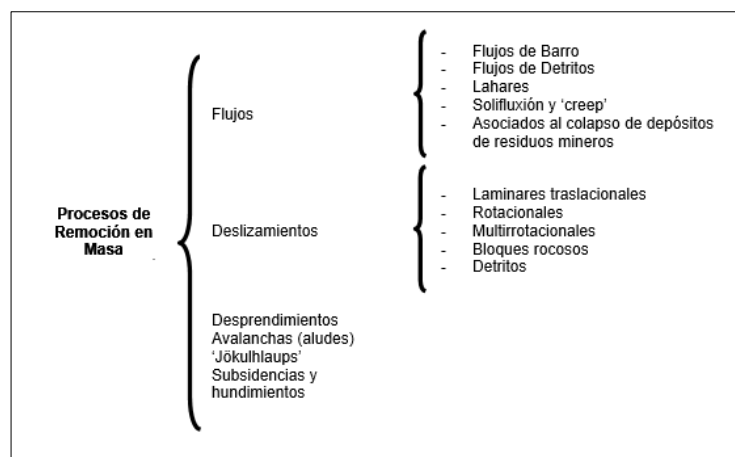 Procesos de
Remoción en
Masa
Flujos
- Flujos de Barro
- Flujos de Detritos
- Lahares
- Solifluxión y ‘creep’
- Asociados al colapso de depósitos
de residuos mineros
Deslizamientos
- Laminares traslacionales
- Rotacionales
- Multirrotacionales
- Bloques rocosos
- Detritos
Desprendimientos
Avalanchas (aludes)
‘Jökulhlaups’
Subsidencias y
hundimientos